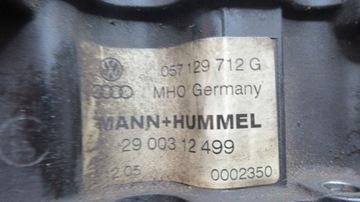 057 129 712 G
MHO Germany
MANN+HUMMEL
29 003 12 499
2.05 0002350